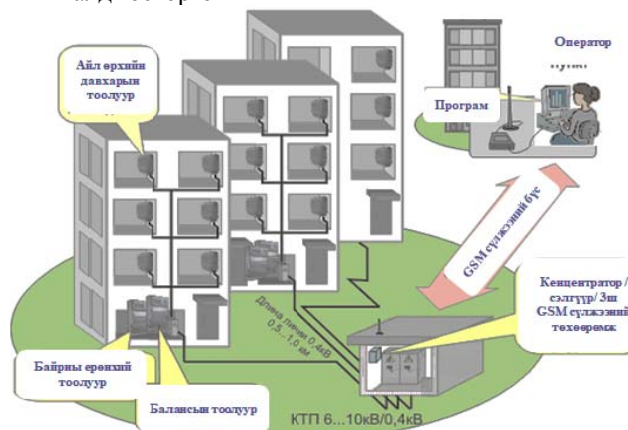 Айл өрхийн
давхарын
тоолуур
Оператор
Програм
GSM сүлжээний бүс
Кенцентратор /
сэлгүүр/ 3ш
GSM сүлжээний
төхөөрөмж
Длина линии 0,4кВ
0,5...1,0 км
Байрны ерөнхий
тоолуур
Балансын тоолуур
КТП 6...10кВ/0,4кВ